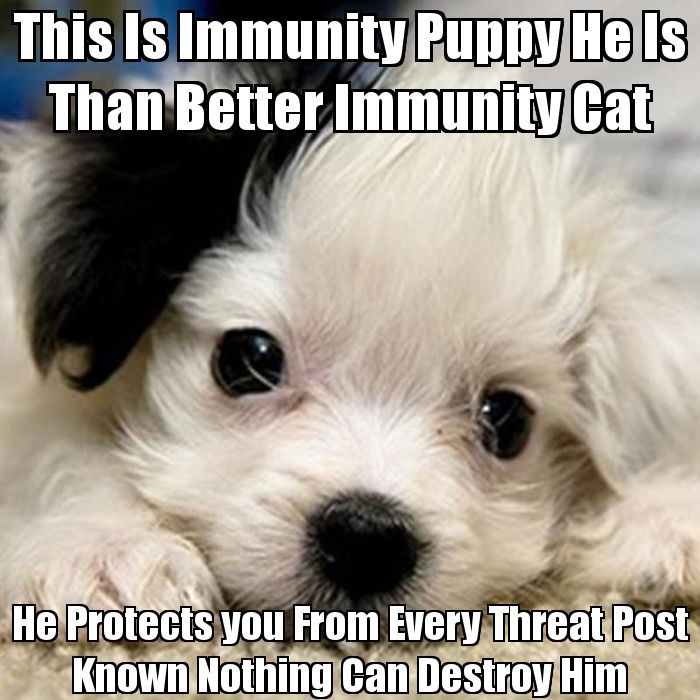 This Is Immunity Puppy He Is
Than Better Immunity Cat
He Protects you From Every Threat Post
Known Nothing Can Destroy Him